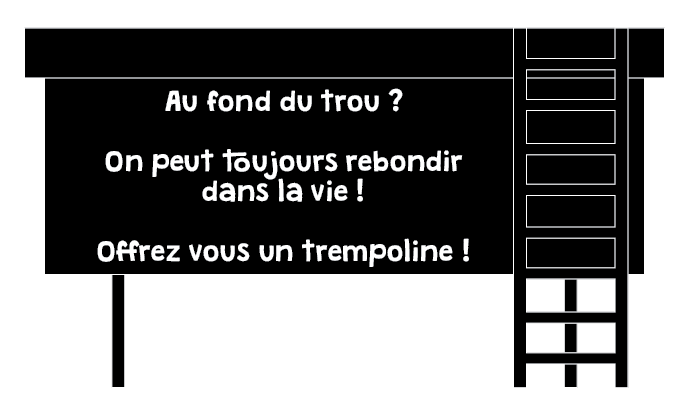 Au fond du trou ?
On peut toujours rebondir
dans la vie !
Offrez vous un trempoline !